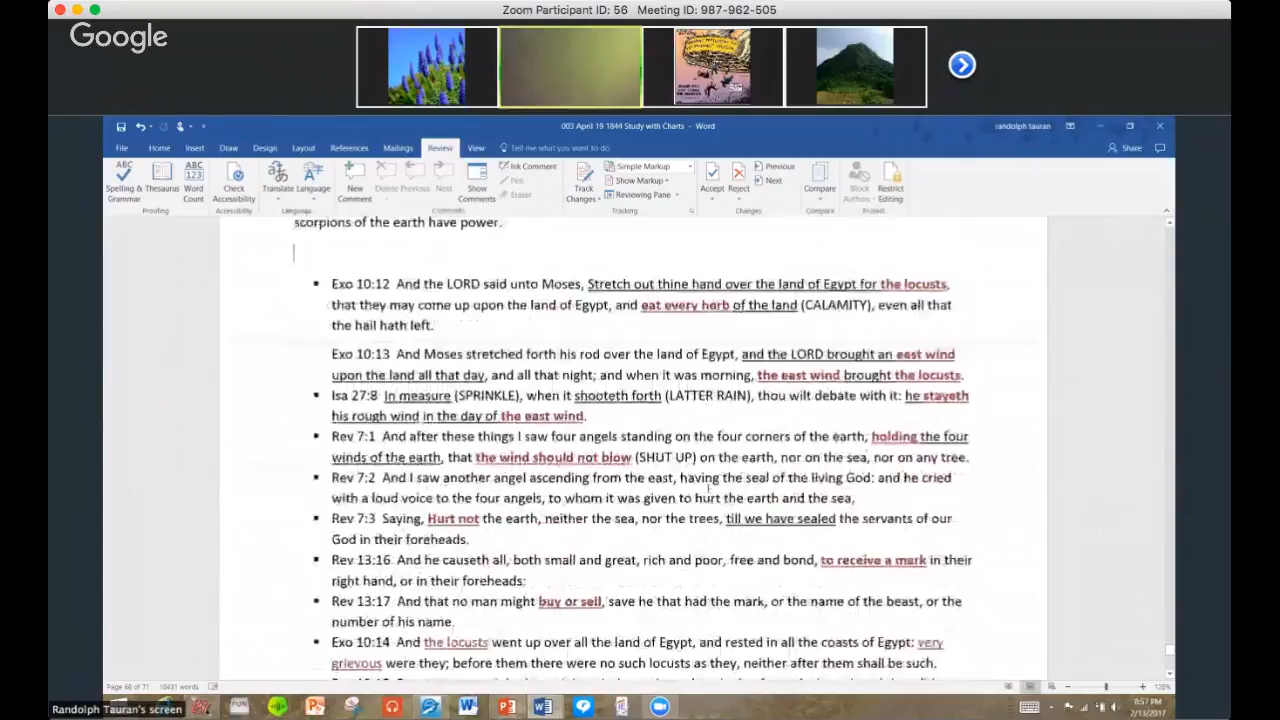 Zoom Participant ID: 56 Meeting ID: 987-962-505
Google
003 April 19 1844 Study with Charts - Word
randolph tauran
File Home Insert Draw Design Layout References Mailings Review View Tell me what you want to do
Share
Spelling & Grammar
Thesaurus
Word Count
Check Accessibility
Translate
Language
New Comment
Delete
Previous
Next
Show Comments
Ink Comment
Pen
Eraser
Track Changes
Simple Markup
Show Markup
Reviewing Pane
Accept
Reject
Previous
Next
Compare
Block Authors
Restrict Editing
Proofing Accessibility Language Comments Tracking Changes Compare Protect
scorpions of the earth have power.
Exo 10:12 And the LORD said unto Moses, Stretch out thine hand over the land of Egypt for the locusts,
that they may come up upon the land of Egypt, and eat every herb of the land (CALAMITY), even all that
the hail hath left.
Exo 10:13 And Moses stretched forth his rod over the land of Egypt, and the LORD brought an east wind
upon the land all that day, and all that night; and when it was morning, the east wind brought the locusts.
Isa 27:8 In measure (SPRINKLE), when it shooteth forth (LATTER RAIN), thou wilt debate with it: he stayeth
his rough wind in the day of the east wind.
Rev 7:1 And after these things I saw four angels standing on the four corners of the earth, holding the four
winds of the earth, that the wind should not blow (SHUT UP) on the earth, nor on the sea, nor on any tree.
Rev 7:2 And I saw another angel ascending from the east, having the seal of the living God: and he cried
with a loud voice to the four angels, to whom it was given to hurt the earth and the sea,
Rev 7:3 Saying, Hurt not the earth, neither the sea, nor the trees, till we have sealed the servants of our
God in their foreheads.
Rev 13:16 And he causeth all, both small and great, rich and poor, free and bond, to receive a mark in their
right hand, or in their foreheads:
Rev 13:17 And that no man might buy or sell, save he that had the mark, or the name of the beast, or the
number of his name.
Exo 10:14 And the locusts went up over all the land of Egypt, and rested in all the coasts of Egypt: very
grievous were they; before them there were no such locusts as they, neither after them shall be such.
Page 68 of 71 10431 words
120%
Randolph Tauran's screen
FUN
8:57 PM
2/13/2017